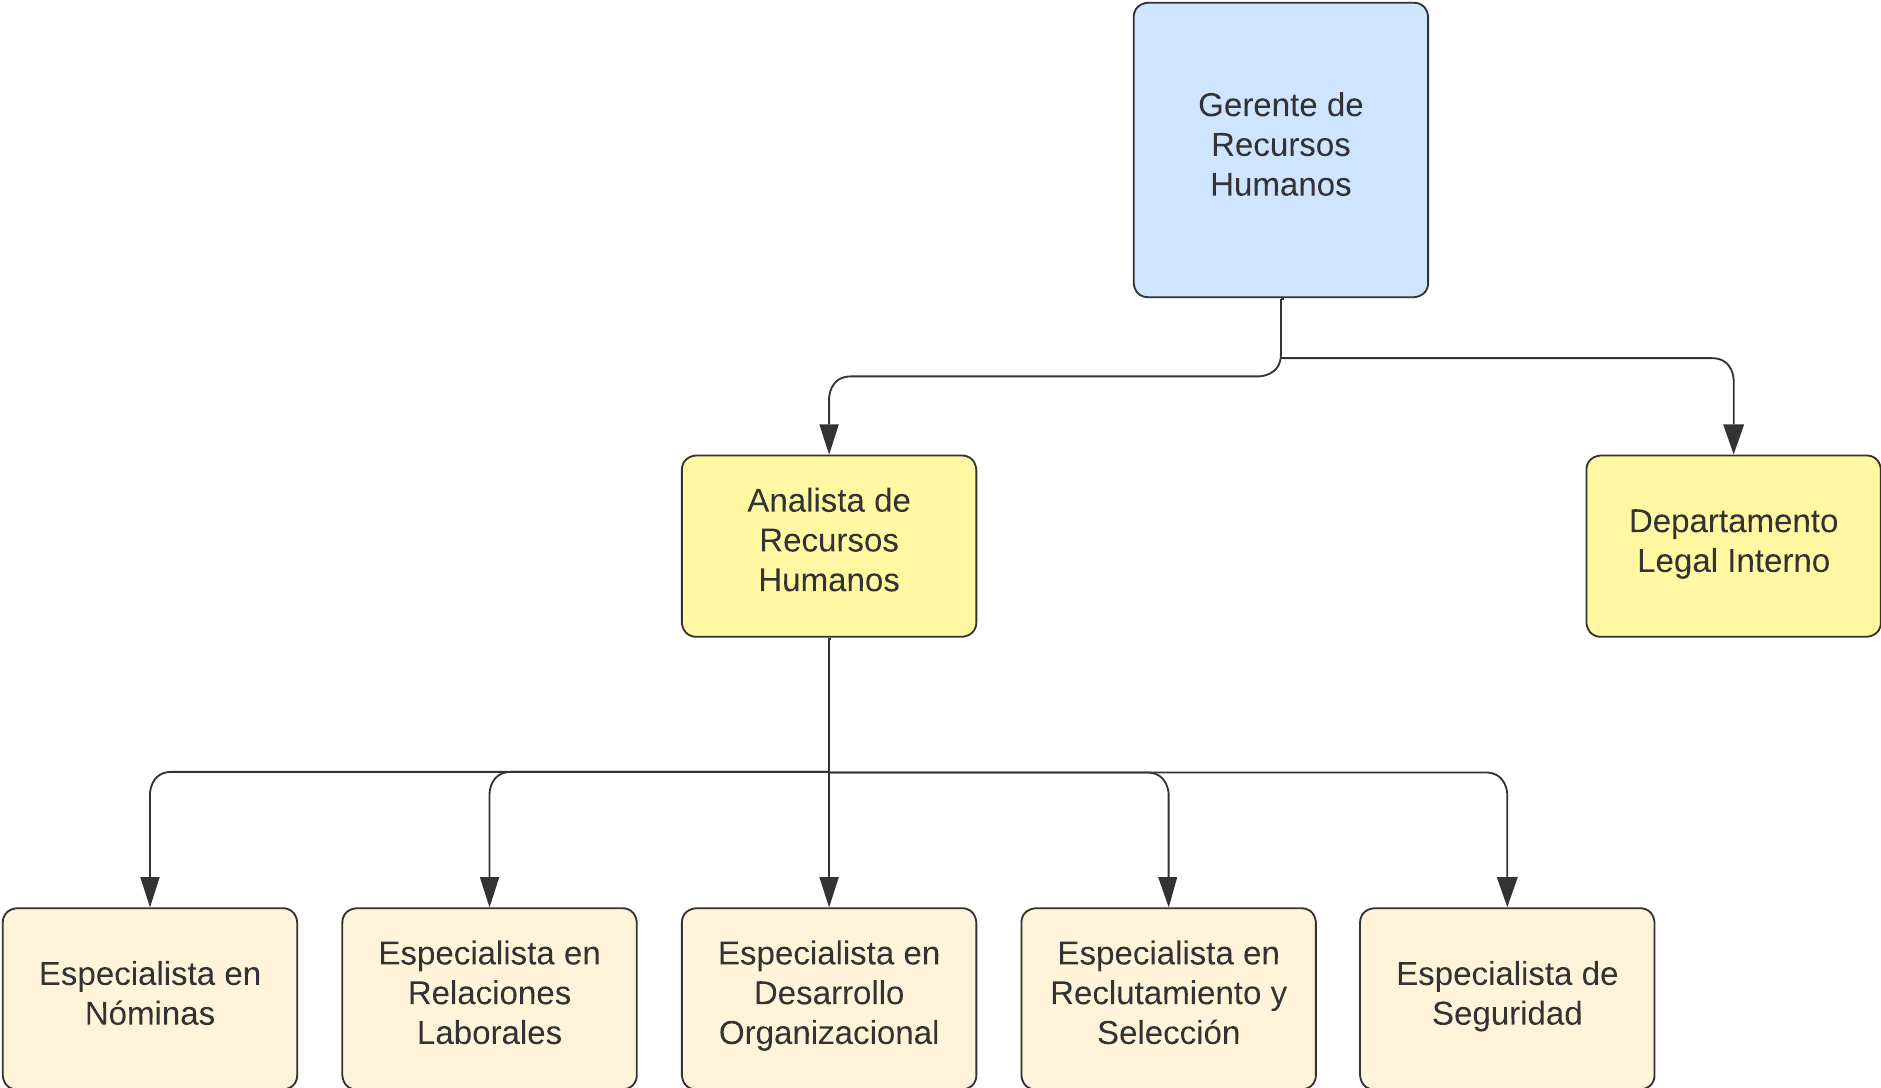 Gerente de
Recursos
Humanos
Analista de
Recursos
Humanos
Departamento
Legal Interno
Especialista en
Nóminas
Especialista en
Relaciones
Laborales
Especialista en
Desarrollo
Organizacional
Especialista en
Reclutamiento y
Selección
Especialista de
Seguridad